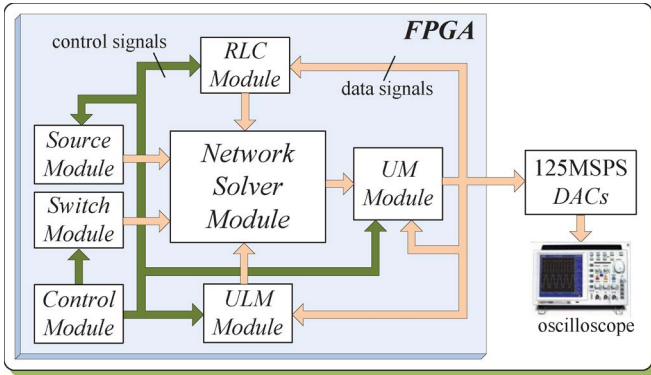 FPGA
control signals
RLC
Module
data signals
Source
Module
Network
Solver
Module
UM
Module
125MSPS
DACs
Switch
Module
Control
Module
ULM
Module
oscilloscope